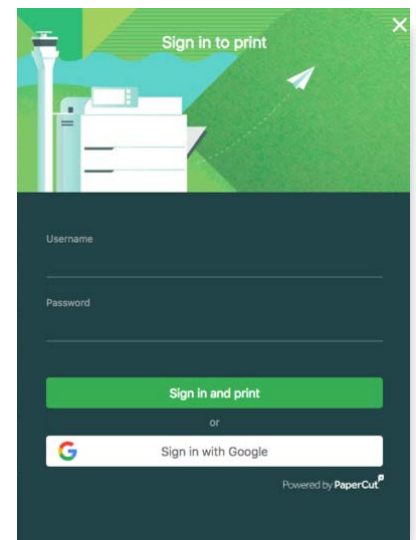 Sign in to print
Username
Password
Sign in and print
or
Sign in with Google
Powered by PaperCut